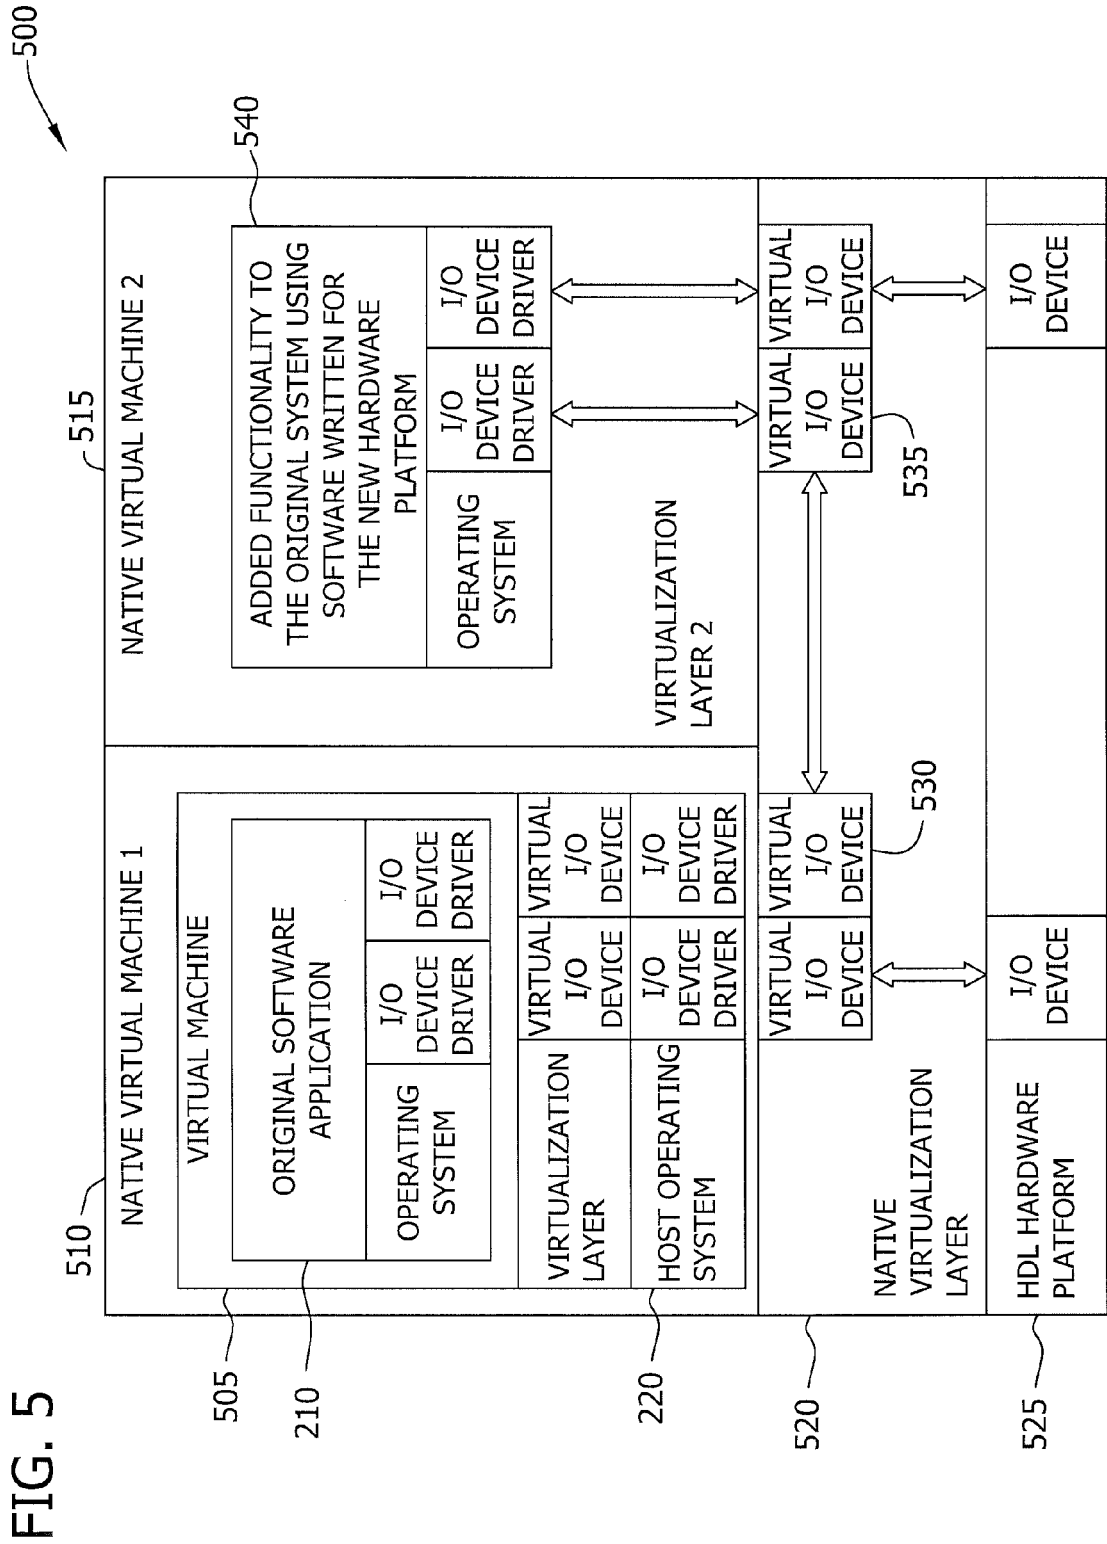 FIG. 5
500
510
NATIVE VIRTUAL MACHINE 1
505
VIRTUAL MACHINE
210
ORIGINAL SOFTWARE
APPLICATION
OPERATING
SYSTEM
I/O
DEVICE
DRIVER
I/O
DEVICE
DRIVER
VIRTUALIZATION
LAYER
VIRTUAL
I/O
DEVICE
VIRTUAL
I/O
DEVICE
220
HOST OPERATING
SYSTEM
I/O
DEVICE
DRIVER
I/O
DEVICE
DRIVER
515
NATIVE VIRTUAL MACHINE 2
540
ADDED FUNCTIONALITY TO
THE ORIGINAL SYSTEM USING
SOFTWARE WRITTEN FOR
THE NEW HARDWARE
PLATFORM
OPERATING
SYSTEM
I/O
DEVICE
DRIVER
I/O
DEVICE
DRIVER
VIRTUALIZATION
LAYER 2
520
NATIVE
VIRTUALIZATION
LAYER
VIRTUAL
I/O
DEVICE
VIRTUAL
I/O
DEVICE
530
VIRTUAL
I/O
DEVICE
535
VIRTUAL
I/O
DEVICE
525
HDL HARDWARE
PLATFORM
I/O
DEVICE
I/O
DEVICE